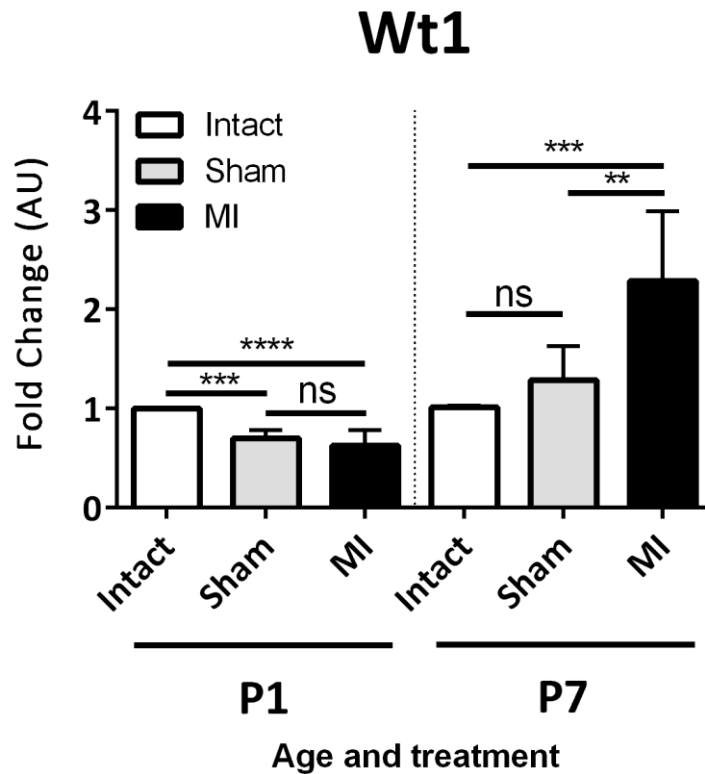 Wt1
Fold Change (AU)
4
3
2
1
0
Intact
Sham
MI
****
***
ns
ns
***
**
Intact
Sham
MI
Intact
Sham
MI
P1
P7
Age and treatment